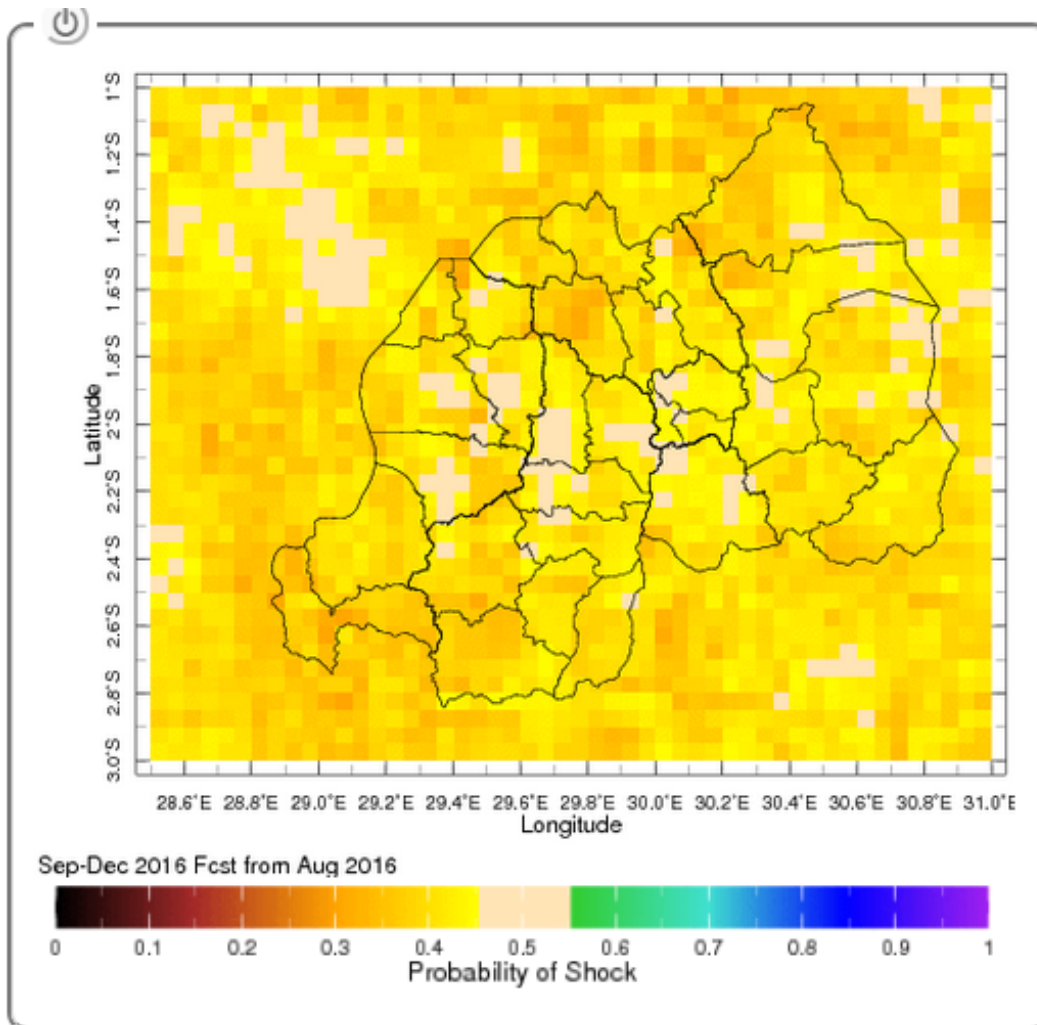 1°S
1.2°S
1.4°S
1.6°S
1.8°S
2°S
2.2°S
2.4°S
2.6°S
2.8°S
3.0°S
Latitude
28.6°E 28.8°E 29.0°E 29.2°E 29.4°E 29.6°E 29.8°E 30.0°E 30.2°E 30.4°E 30.6°E 30.8°E 31.0°E
Longitude
Sep-Dec 2016 Fcst from Aug 2016
0 0.1 0.2 0.3 0.4 0.5 0.6 0.7 0.8 0.9 1
Probability of Shock